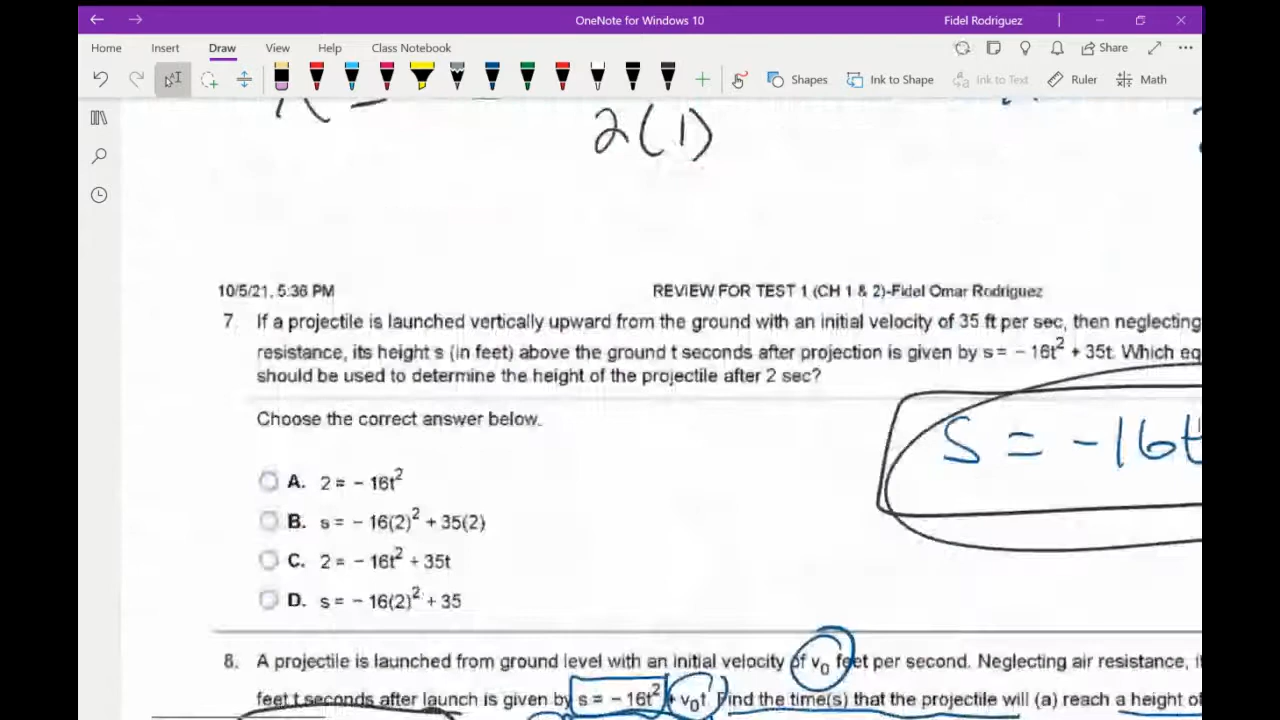 OneNote for Windows 10
Fidel Rodriguez
Home Insert Draw View Help Class Notebook
Share
Shapes Ink to Shape Ink to Text Ruler Math
2(1)
10/5/21, 5:36 PM REVIEW FOR TEST 1 (CH 1 & 2)-Fidel Omar Rodriguez
7. If a projectile is launched vertically upward from the ground with an initial velocity of 35 ft per sec, then neglecting
resistance, its height s (in feet) above the ground t seconds after projection is given by s = − 16t² + 35t. Which
should be used to determine the height of the projectile after 2 sec?
Choose the correct answer below.
s = -16t
A. 2 = − 16t²
B. s = − 16(2)² + 35(2)
C. 2 = − 16t² + 35t
D. s = − 16(2)² + 35
8. A projectile is launched from ground level with an initial velocity of v₀ feet per second. Neglecting air resistance,
feet t seconds after launch is given by s = − 16t² + v₀t. Find the time(s) that the projectile will (a) reach a height of